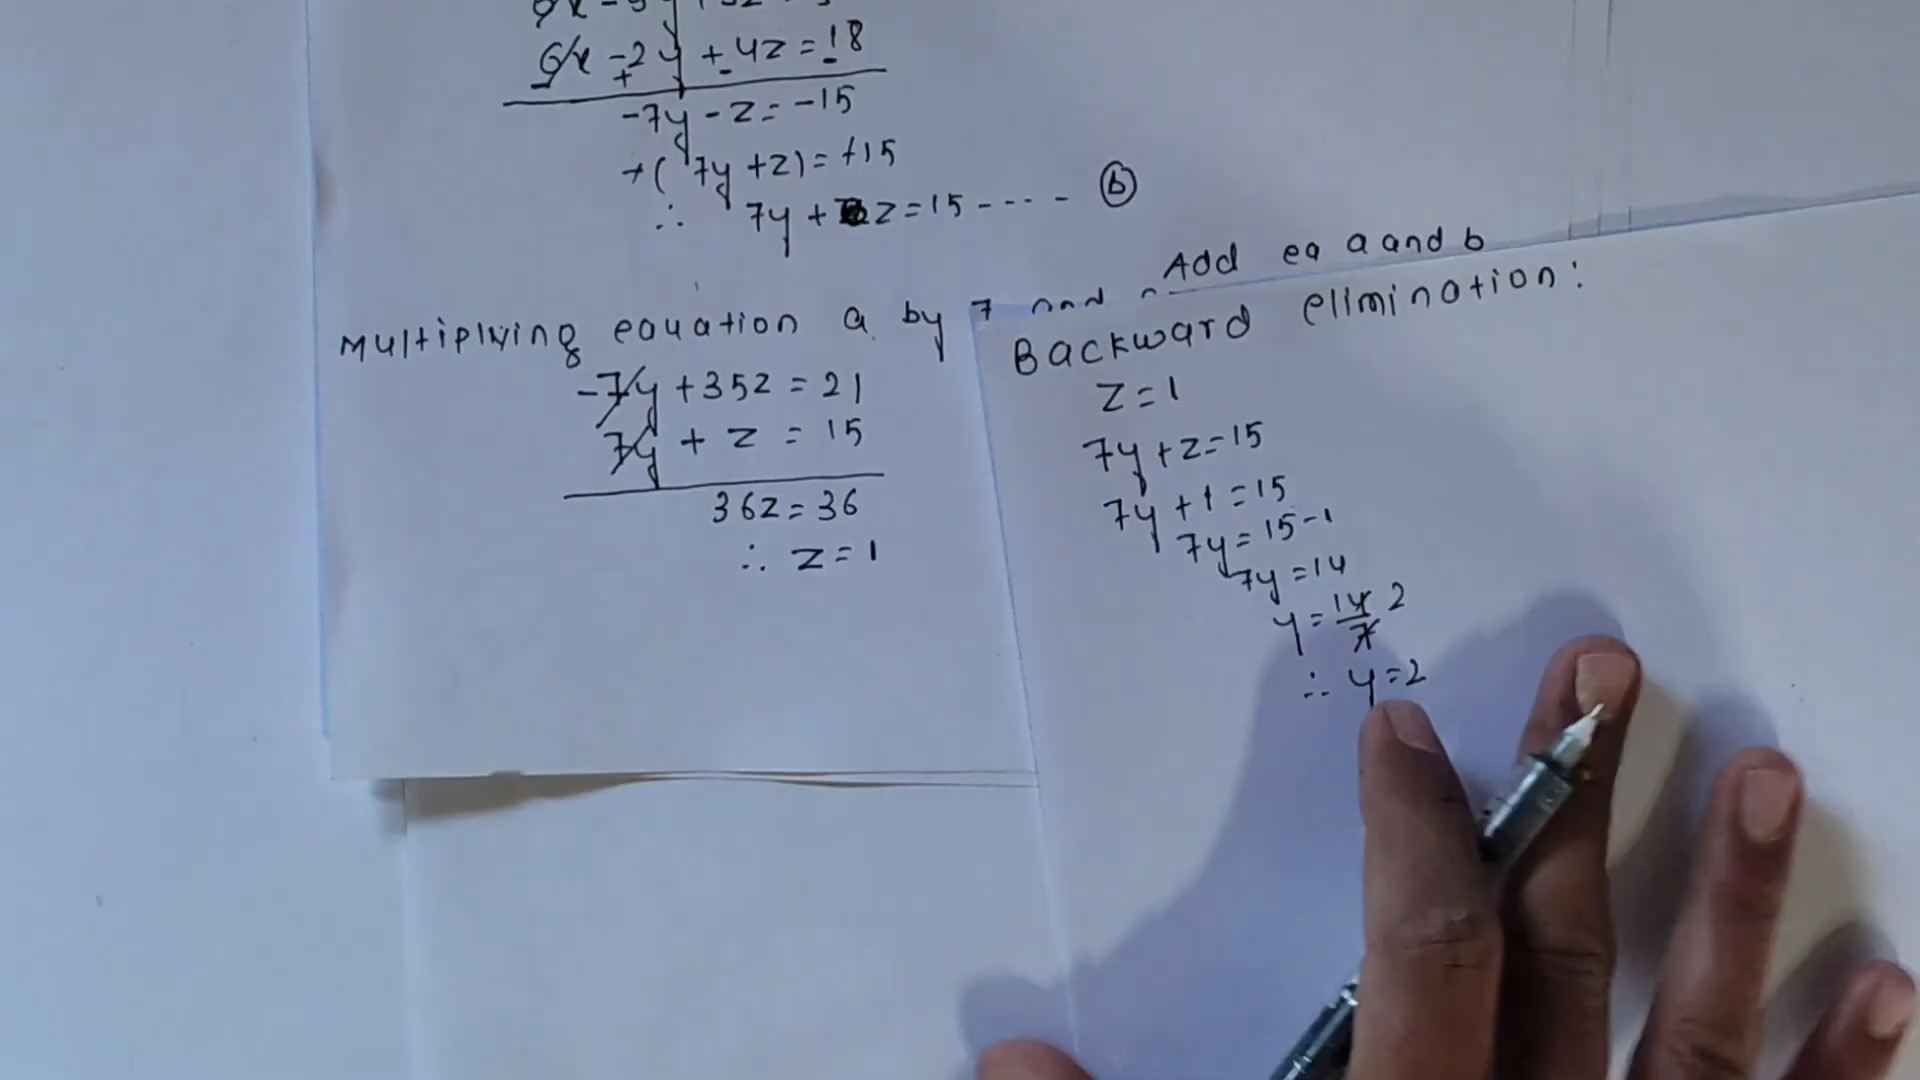 6x - 2y + 4z = 18
- + - -
-7y - z = -15
+( 7y + z) = +15
∴ 7y + z = 15 ---- ⓑ
Add eq a and b
Multiplying equation a by 7 and
-7y + 35z = 21
7y + z = 15
36z = 36
∴ z = 1
Backward elimination:
z = 1
7y + z = 15
7y + 1 = 15
7y = 15 - 1
7y = 14
y = 14/7 2
∴ y = 2